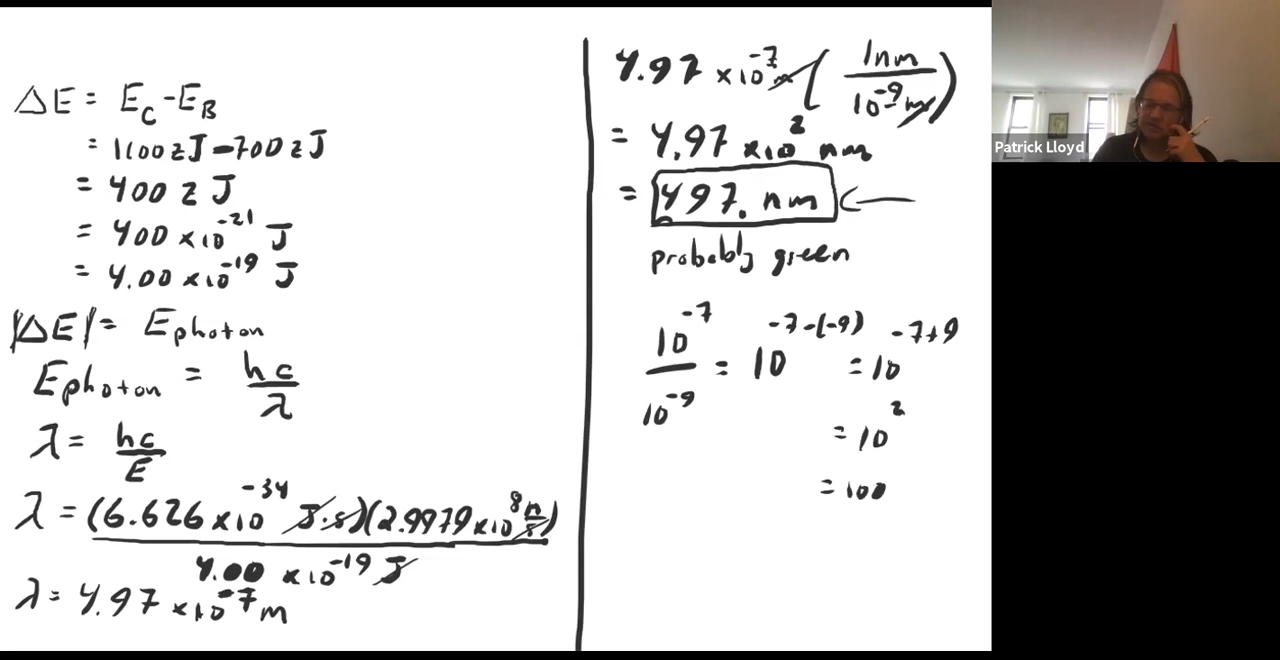 ΔE = E_C - E_B
= 1100 zJ - 700 zJ
= 400 zJ
= 400 × 10^-21 J
= 4.00 × 10^-19 J
|ΔE| = E_photon
E_photon = hc/λ
λ = hc/E
λ = (6.626 × 10^-34 J·s)(2.9979 × 10^8 m/s) / 4.00 × 10^-19 J
λ = 4.97 × 10^-7 m
4.97 × 10^-7 m (1nm / 10^-9 m)
= 4.97 × 10^2 nm
= 497. nm ←
probably green
10^-7 / 10^-9 = 10^-7-(-9) = 10^-7+9
= 10^2
= 100
Patrick Lloyd